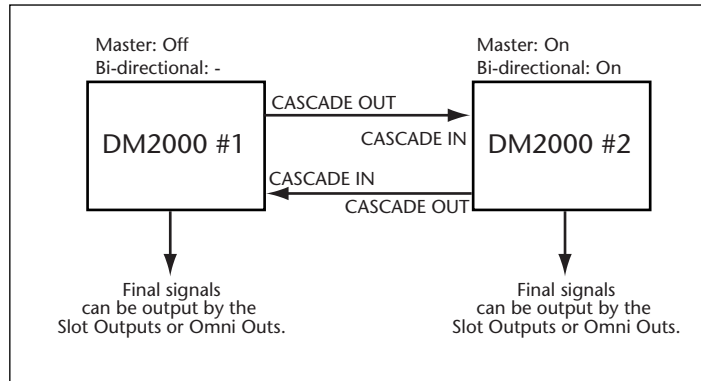 Master: Off
Bi-directional: -
Master: On
Bi-directional: On
DM2000 #1
CASCADE OUT
CASCADE IN
CASCADE IN
CASCADE OUT
DM2000 #2
Final signals
can be output by the
Slot Outputs or Omni Outs.
Final signals
can be output by the
Slot Outputs or Omni Outs.